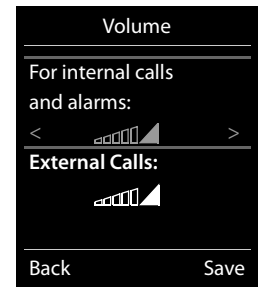 Volume
For internal calls
and alarms:
< >
External Calls:
Back Save